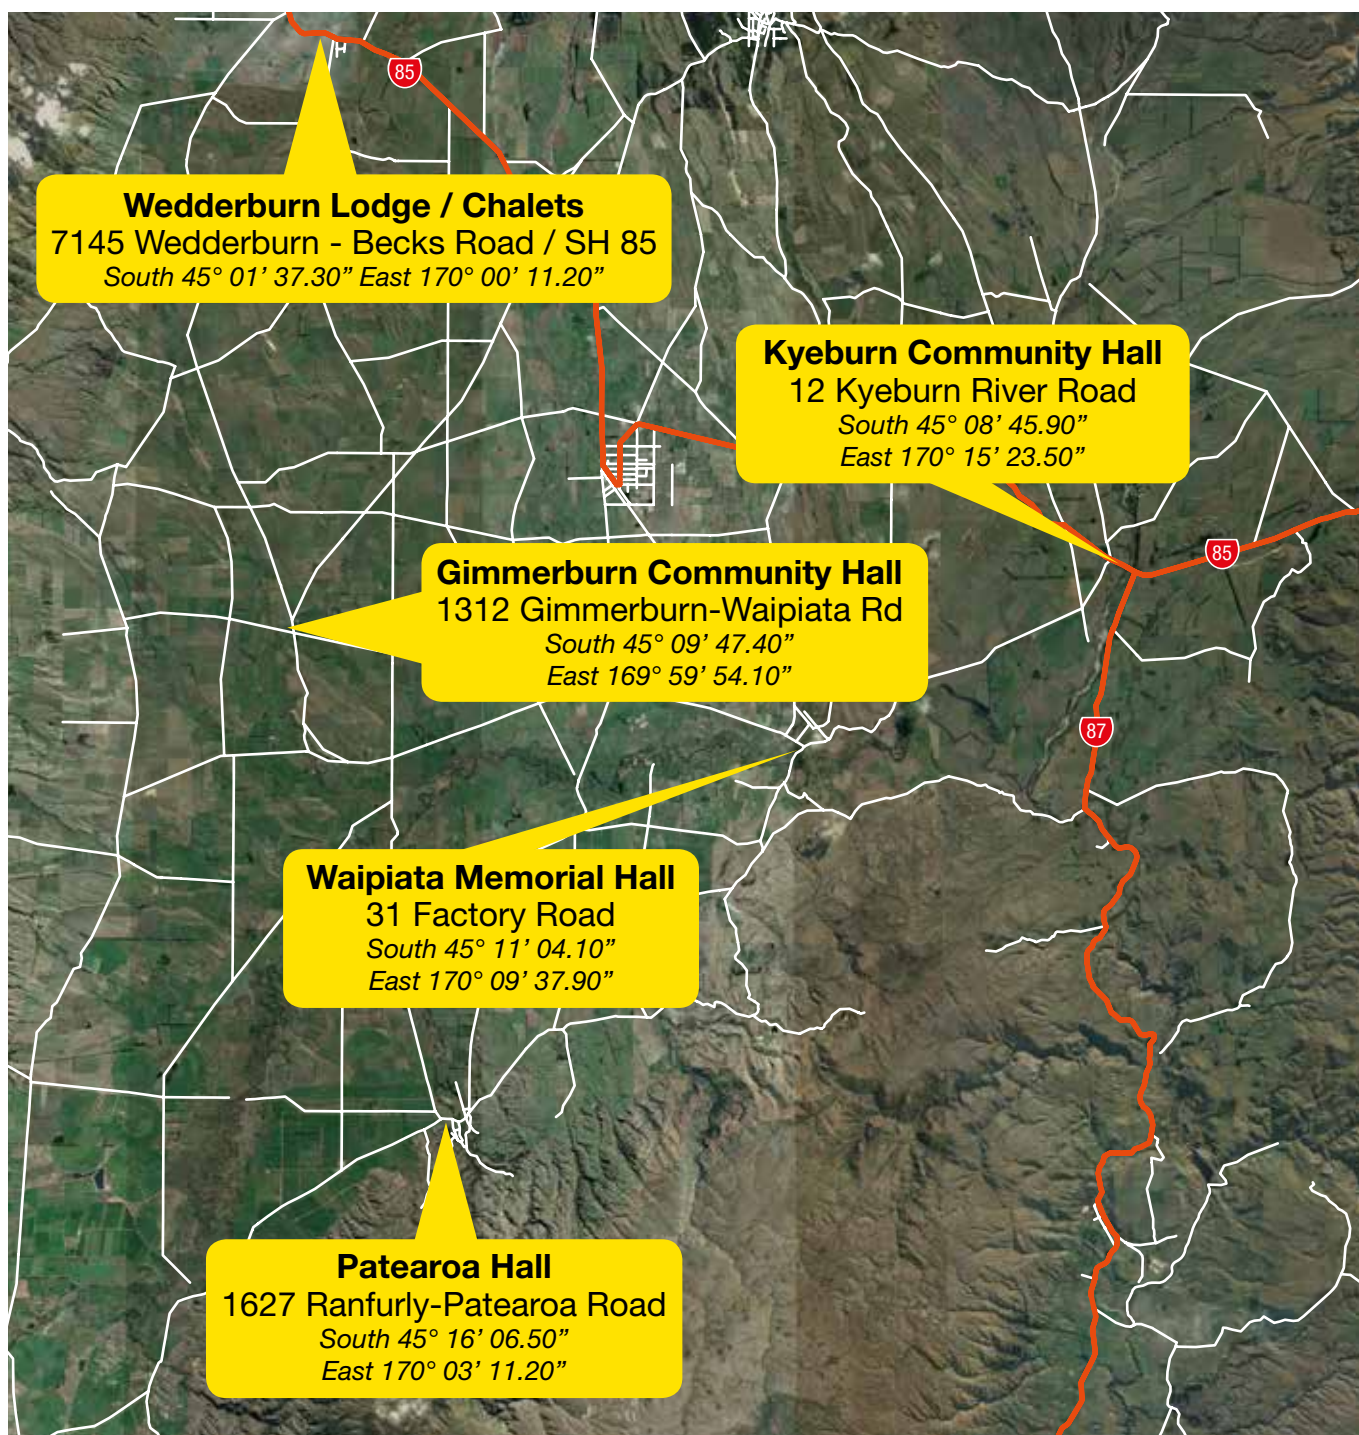 85
Wedderburn Lodge / Chalets
7145 Wedderburn - Becks Road / SH 85
South 45° 01’ 37.30” East 170° 00’ 11.20”
Kyeburn Community Hall
12 Kyeburn River Road
South 45° 08’ 45.90”
East 170° 15’ 23.50”
85
Gimmerburn Community Hall
1312 Gimmerburn-Waipiata Rd
South 45° 09’ 47.40”
East 169° 59’ 54.10”
87
Waipiata Memorial Hall
31 Factory Road
South 45° 11’ 04.10”
East 170° 09’ 37.90”
Patearoa Hall
1627 Ranfurly-Patearoa Road
South 45° 16’ 06.50”
East 170° 03’ 11.20”